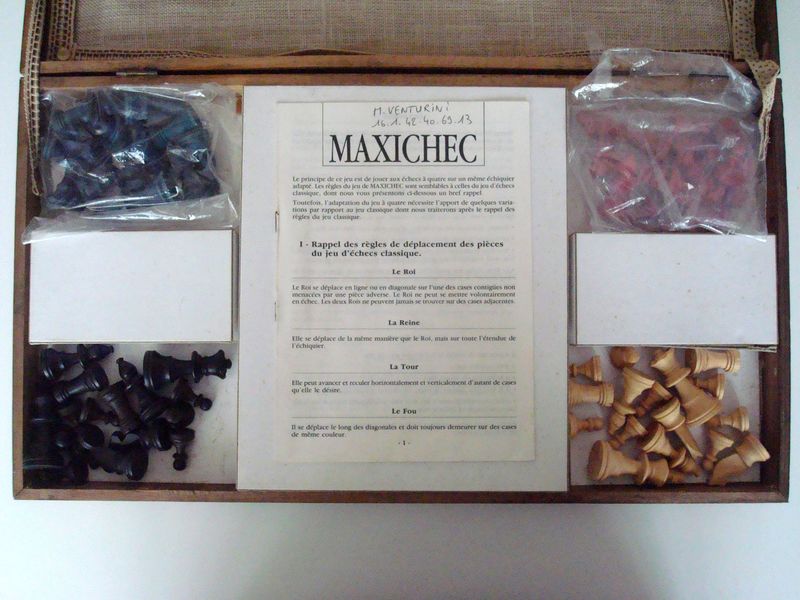 M. VENTURINI
16.1.42.40.69.13
MAXICHEC
Le principe de ce jeu est de jouer aux échecs à quatre sur un même échiquier
adapté. Les règles du jeu de MAXICHEC sont semblables à celles du jeu d'échecs
classique, dont nous vous présentons ci-dessous un bref rappel.
Toutefois, l'adaptation du jeu à quatre nécessite l'apport de quelques varia-
tions par rapport au jeu classique dont nous traiterons après le rappel des
règles du jeu classique.
I - Rappel des règles de déplacement des pièces
du jeu d'échecs classique.
Le Roi
Le Roi se déplace en ligne ou en diagonale sur l'une des cases contiguës non
menacées par une pièce adverse. Le Roi ne peut se mettre volontairement
en échec. Les deux Rois ne peuvent jamais se trouver sur des cases adjacentes.
La Reine
Elle se déplace de la même manière que le Roi, mais sur toute l'étendue de
l'échiquier.
La Tour
Elle peut avancer et reculer horizontalement et verticalement d'autant de cases
qu'elle le désire.
Le Fou
Il se déplace le long des diagonales et doit toujours demeurer sur des cases
de même couleur.
- 1 -